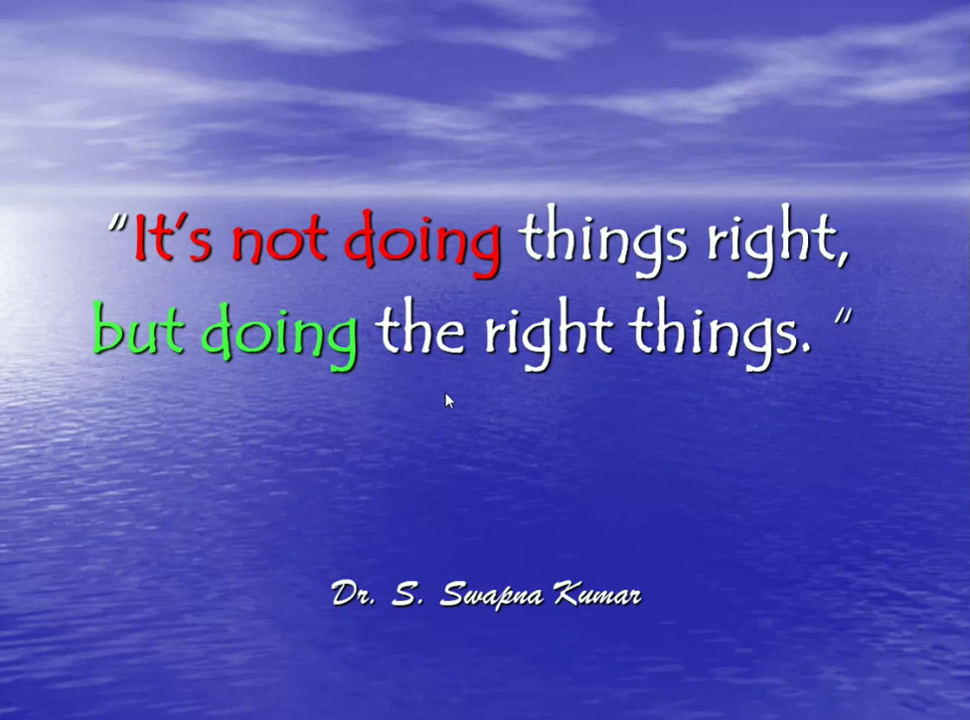 "It's not doing things right,
but doing the right things. "
Dr. S. Swapna Kumar